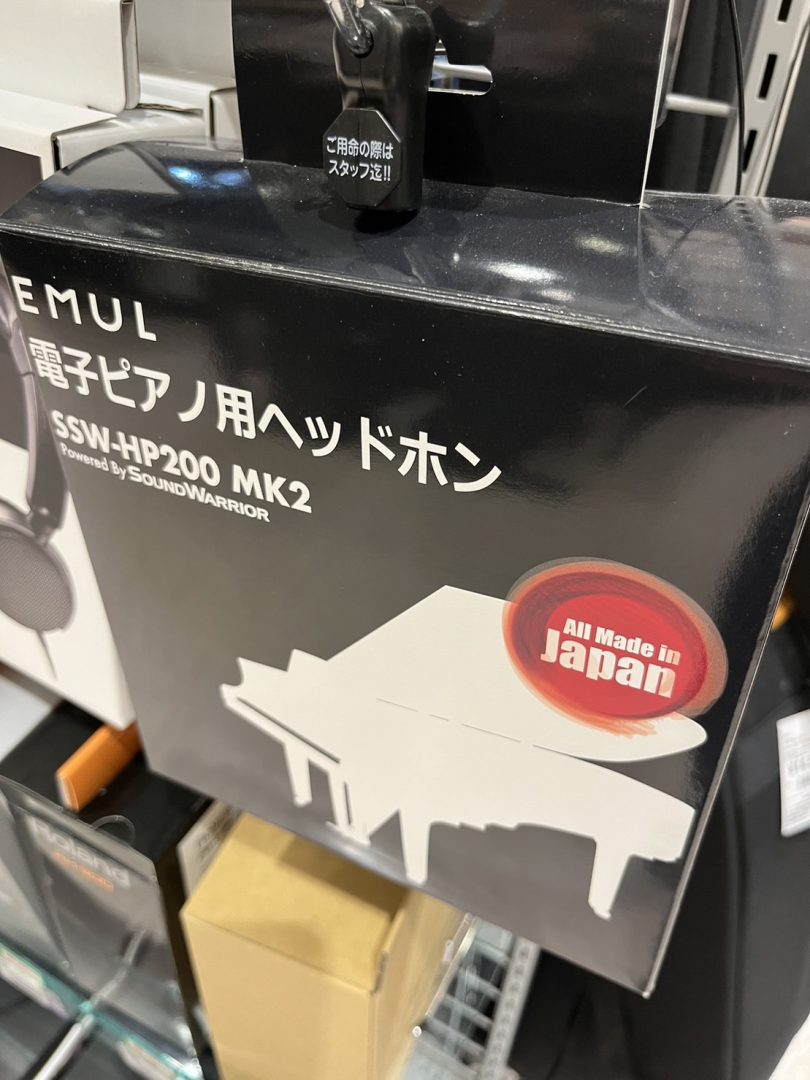 ご用命の際は
スタッフ迄!!
EMUL
電子ピアノ用ヘッドホン
SSW-HP200 MK2
Powered By SOUNDWARRIOR
All Made in
Japan
Roland